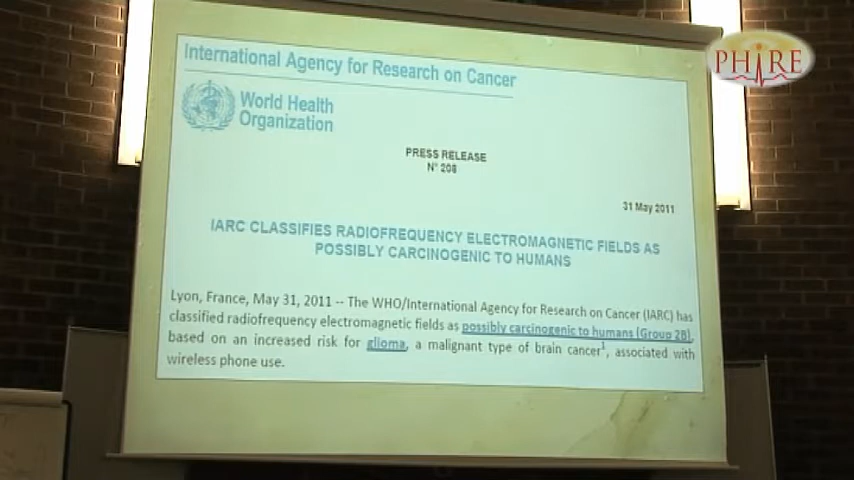 PHIRE
International Agency for Research on Cancer
World Health
Organization
PRESS RELEASE
N° 208
31 May 2011
IARC CLASSIFIES RADIOFREQUENCY ELECTROMAGNETIC FIELDS AS
POSSIBLY CARCINOGENIC TO HUMANS
Lyon, France, May 31, 2011 -- The WHO/International Agency for Research on Cancer (IARC) has
classified radiofrequency electromagnetic fields as possibly carcinogenic to humans (Group 2B),
based on an increased risk for glioma, a malignant type of brain cancer¹, associated with
wireless phone use.